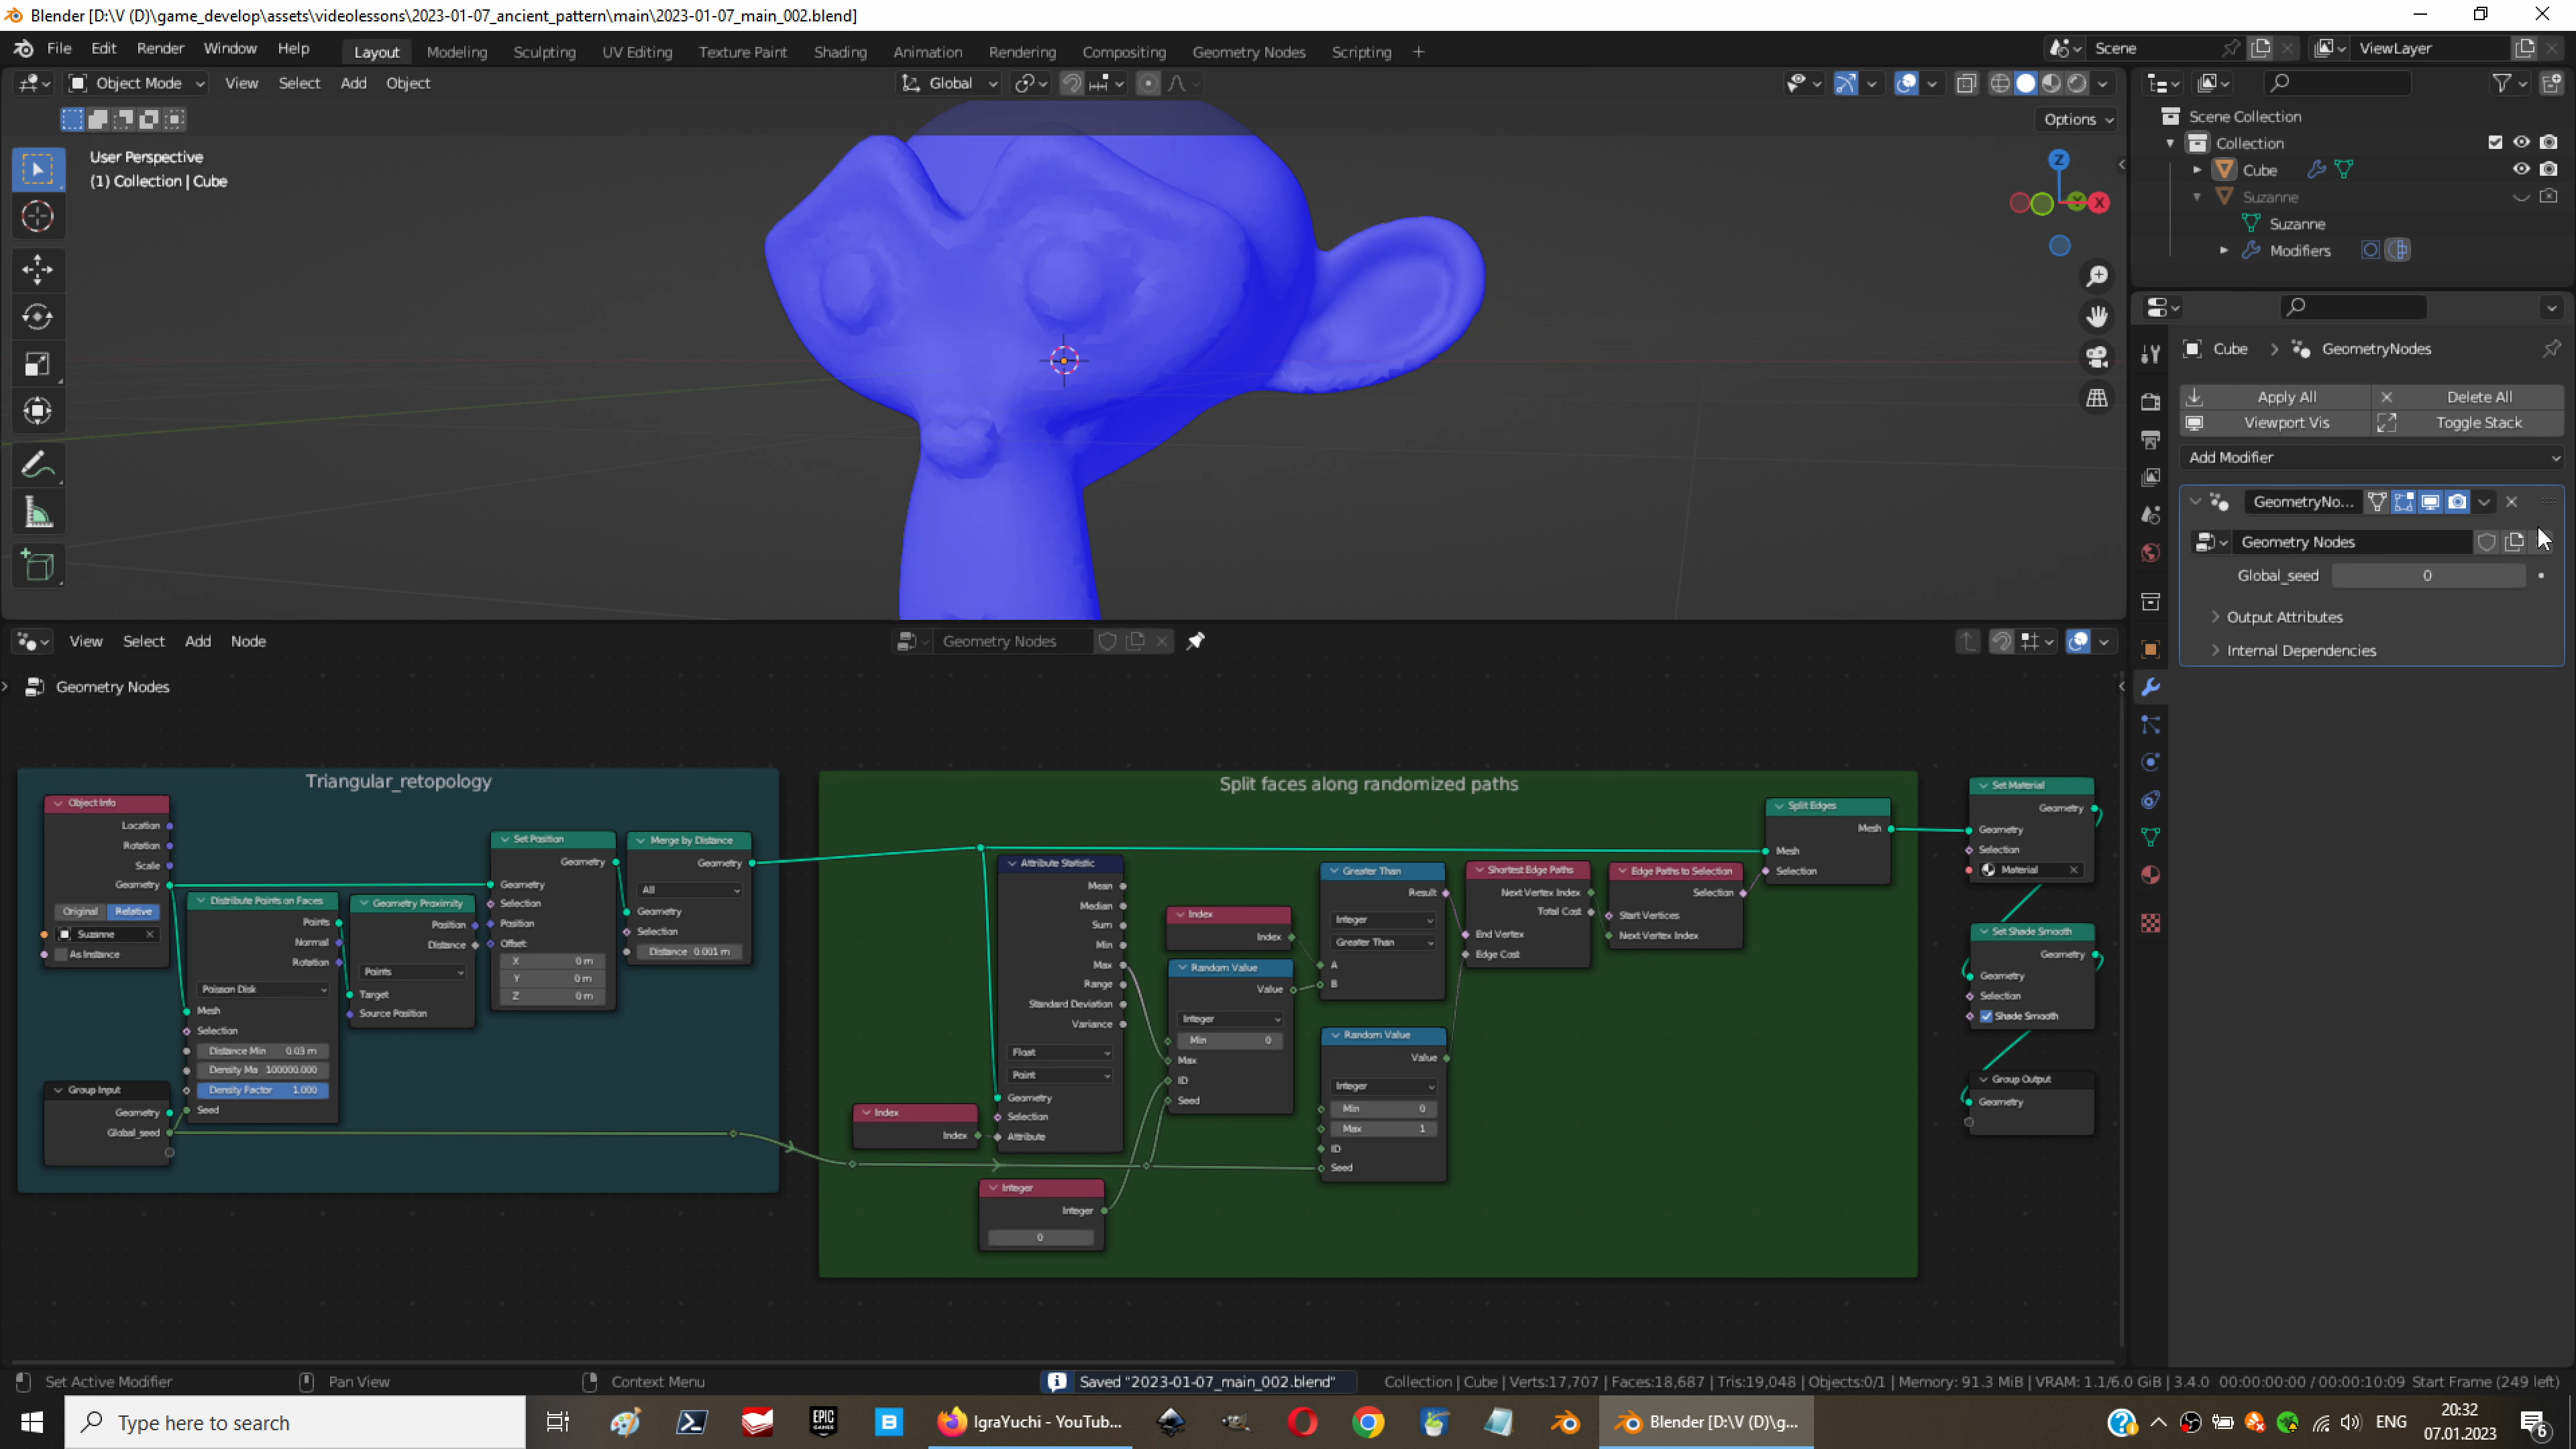 Blender [D:\V (D)\game_develop\assets\videolessons\2023-01-07_ancient_pattern\main\2023-01-07_main_002.blend]
File Edit Render Window Help Layout Modeling Sculpting UV Editing Texture Paint Shading Animation Rendering Compositing Geometry Nodes Scripting + Scene ViewLayer
Object Mode View Select Add Object Global
Options
User Perspective
(1) Collection | Cube
Z
X
Y
Scene Collection
Collection
Cube
Suzanne
Suzanne
Modifiers
Cube > GeometryNodes
Apply All Delete All
Viewport Vis Toggle Stack
Add Modifier
GeometryNo...
Geometry Nodes
Global_seed 0
Output Attributes
Internal Dependencies
View Select Add Node Geometry Nodes
Geometry Nodes
Triangular_retopology
Object Info
Location
Rotation
Scale
Geometry
Original Relative
Suzanne
As Instance
Group Input
Geometry
Global_seed
Distribute Points on Faces
Points
Normal
Rotation
Poisson Disk
Mesh
Selection
Distance Min 0.03 m
Density Ma 100000.000
Density Factor 1.000
Seed
Geometry Proximity
Position
Distance
Points
Target
Source Position
Set Position
Geometry
Geometry
Selection
Position
Offset
X 0 m
Y 0 m
Z 0 m
Merge by Distance
Geometry
All
Geometry
Selection
Distance 0.001 m
Split faces along randomized paths
Index
Index
Attribute Statistic
Mean
Median
Sum
Min
Max
Range
Standard Deviation
Variance
Float
Point
Geometry
Selection
Attribute
Integer
Integer
0
Index
Index
Random Value
Value
Integer
Min 0
Max
ID
Seed
Greater Than
Result
Integer
Greater Than
A
B
Random Value
Value
Integer
Min 0
Max 1
ID
Seed
Shortest Edge Paths
Next Vertex Index
Total Cost
End Vertex
Edge Cost
Edge Paths to Selection
Selection
Start Vertices
Next Vertex Index
Split Edges
Mesh
Mesh
Selection
Set Material
Geometry
Geometry
Selection
Material
Set Shade Smooth
Geometry
Geometry
Selection
Shade Smooth
Group Output
Geometry
Set Active Modifier Pan View Context Menu Saved "2023-01-07_main_002.blend" Collection | Cube | Verts:17,707 | Faces:18,687 | Tris:19,048 | Objects:0/1 | Memory: 91.3 MiB | VRAM: 1.1/6.0 GiB | 3.4.0 00:00:00:00 / 00:00:10:09 Start Frame (249 left)
Type here to search EPIC GAMES B IgraYuchi - YouTub... Blender [D:\V (D)\g... ENG 20:32
07.01.2023 6